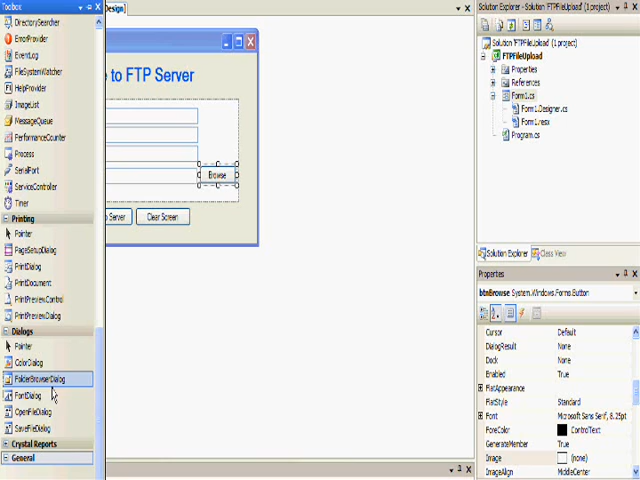 Toolbox
DirectorySearcher
ErrorProvider
EventLog
FileSystemWatcher
HelpProvider
ImageList
MessageQueue
PerformanceCounter
Process
SerialPort
ServiceController
Timer
Printing
Pointer
PageSetupDialog
PrintDialog
PrintDocument
PrintPreviewControl
PrintPreviewDialog
Dialogs
Pointer
ColorDialog
FolderBrowserDialog
FontDialog
OpenFileDialog
SaveFileDialog
Crystal Reports
General
Design]
e to FTP Server
Browse
o Server
Clear Screen
Solution Explorer - Solution 'FTPFileUpload' (1 project)
Solution 'FTPFileUpload' (1 project)
FTPFileUpload
Properties
References
Form1.cs
Form1.Designer.cs
Form1.resx
Program.cs
Solution Explorer
Class View
Properties
btnBrowse System.Windows.Forms.Button
Cursor Default
DialogResult None
Dock None
Enabled True
FlatAppearance
FlatStyle Standard
Font Microsoft Sans Serif, 8.25pt
ForeColor ControlText
GenerateMember True
Image (none)
ImageAlign MiddleCenter